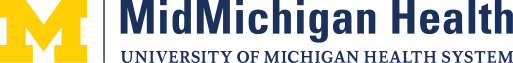 M MidMichigan Health
UNIVERSITY OF MICHIGAN HEALTH SYSTEM